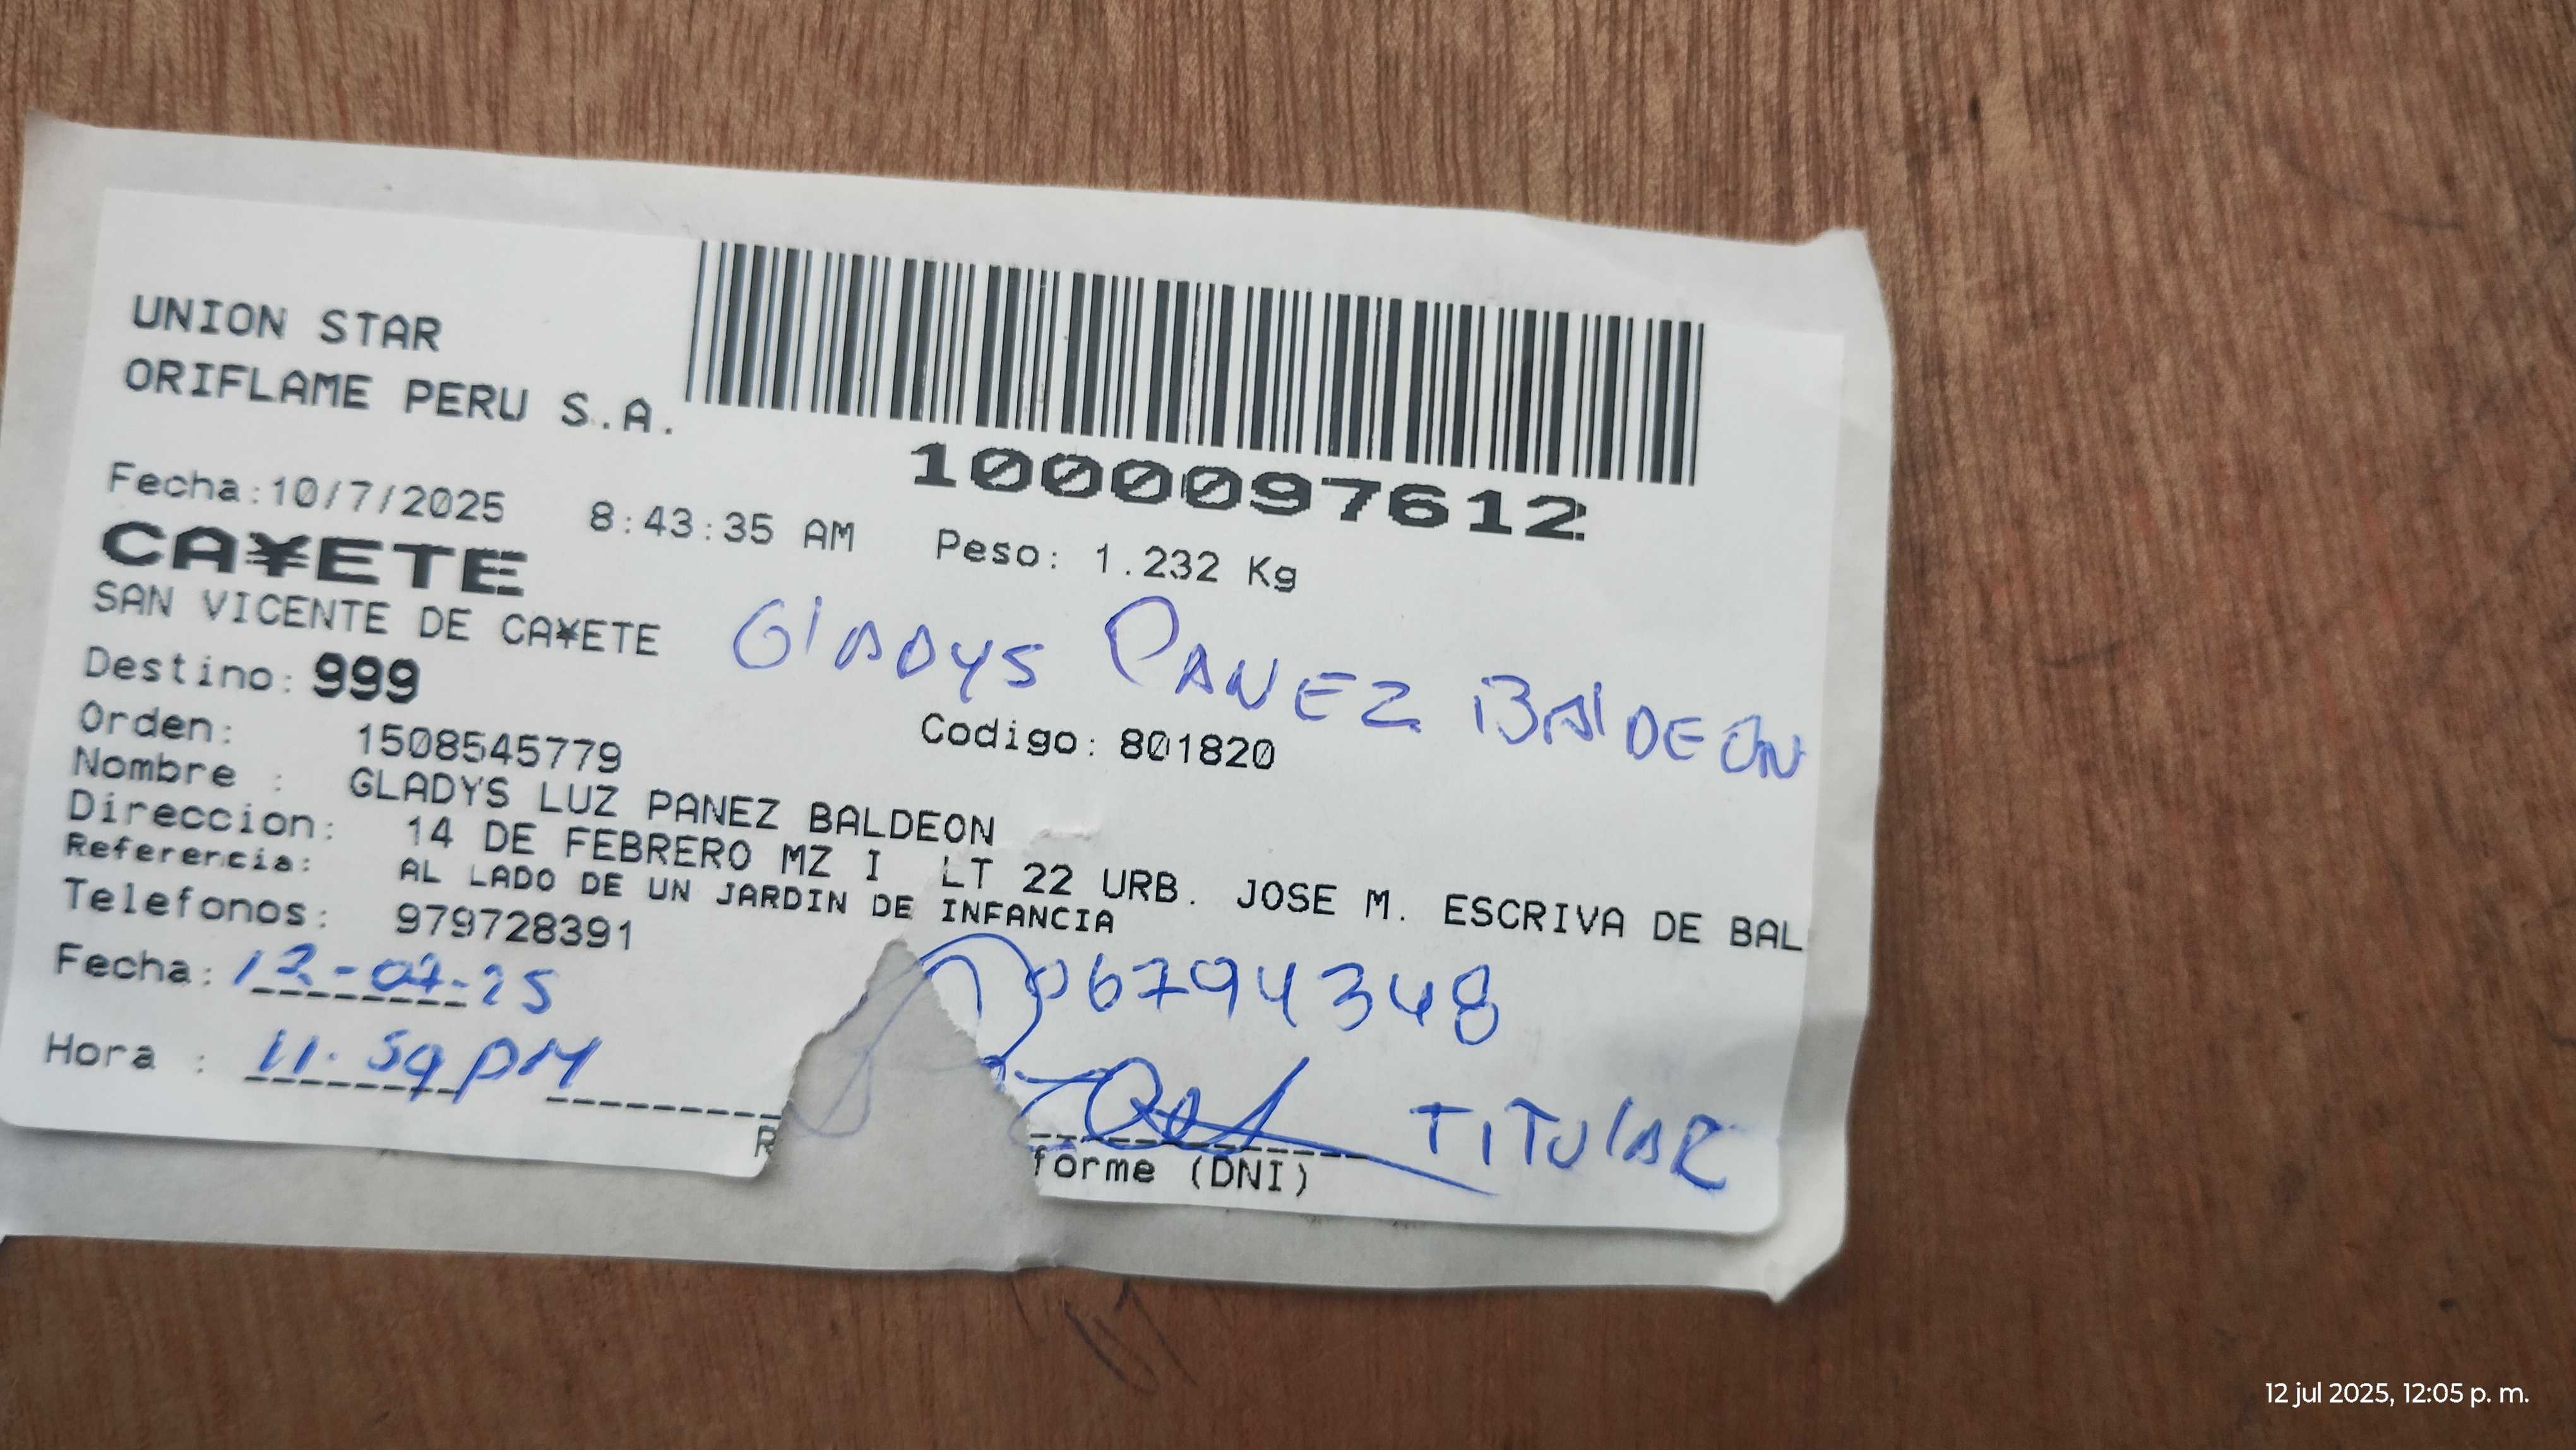 UNION STAR
ORIFLAME PERU S.A.
1000097612
Fecha:10/7/2025 8:43:35 AM Peso: 1.232 Kg
CA¥ETE
SAN VICENTE DE CA¥ETE
GlADYS PANEZ BAlDEON
Destino: 999
Orden: 1508545779 Codigo: 801820
Nombre : GLADYS LUZ PANEZ BALDEON
Direccion: 14 DE FEBRERO MZ I LT 22 URB. JOSE M. ESCRIVA DE BAL
Referencia: AL LADO DE UN JARDIN DE INFANCIA
Telefonos: 979728391
Fecha: 12-07-25 06794348
Hora : 11.59 PM
TITUlAR
R forme (DNI)
12 jul 2025, 12:05 p. m.